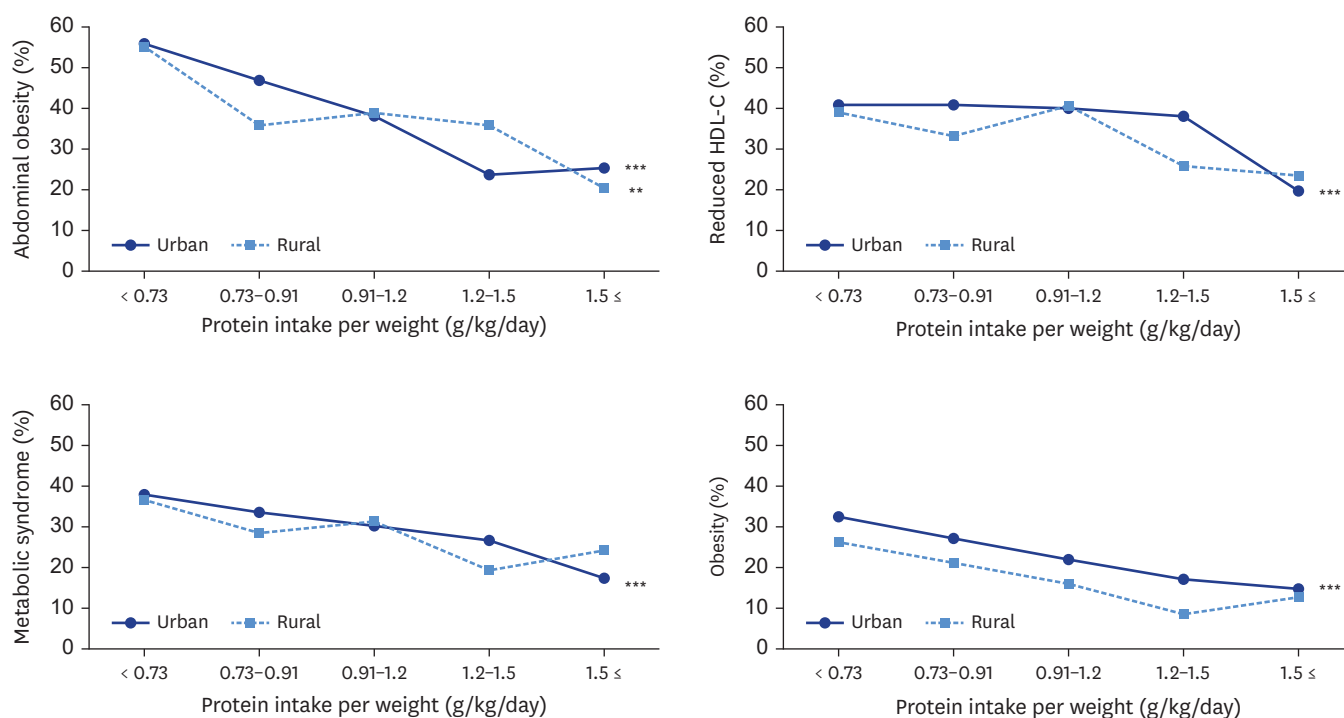 Abdominal obesity (%)
60
50
40
30
20
10
0
***
**
Urban Rural
< 0.73 0.73–0.91 0.91–1.2 1.2–1.5 1.5 ≤
Protein intake per weight (g/kg/day)
Reduced HDL-C (%)
60
50
40
30
20
10
0
***
Urban Rural
< 0.73 0.73–0.91 0.91–1.2 1.2–1.5 1.5 ≤
Protein intake per weight (g/kg/day)
Metabolic syndrome (%)
60
50
40
30
20
10
0
***
Urban Rural
< 0.73 0.73–0.91 0.91–1.2 1.2–1.5 1.5 ≤
Protein intake per weight (g/kg/day)
Obesity (%)
60
50
40
30
20
10
0
***
Urban Rural
< 0.73 0.73–0.91 0.91–1.2 1.2–1.5 1.5 ≤
Protein intake per weight (g/kg/day)